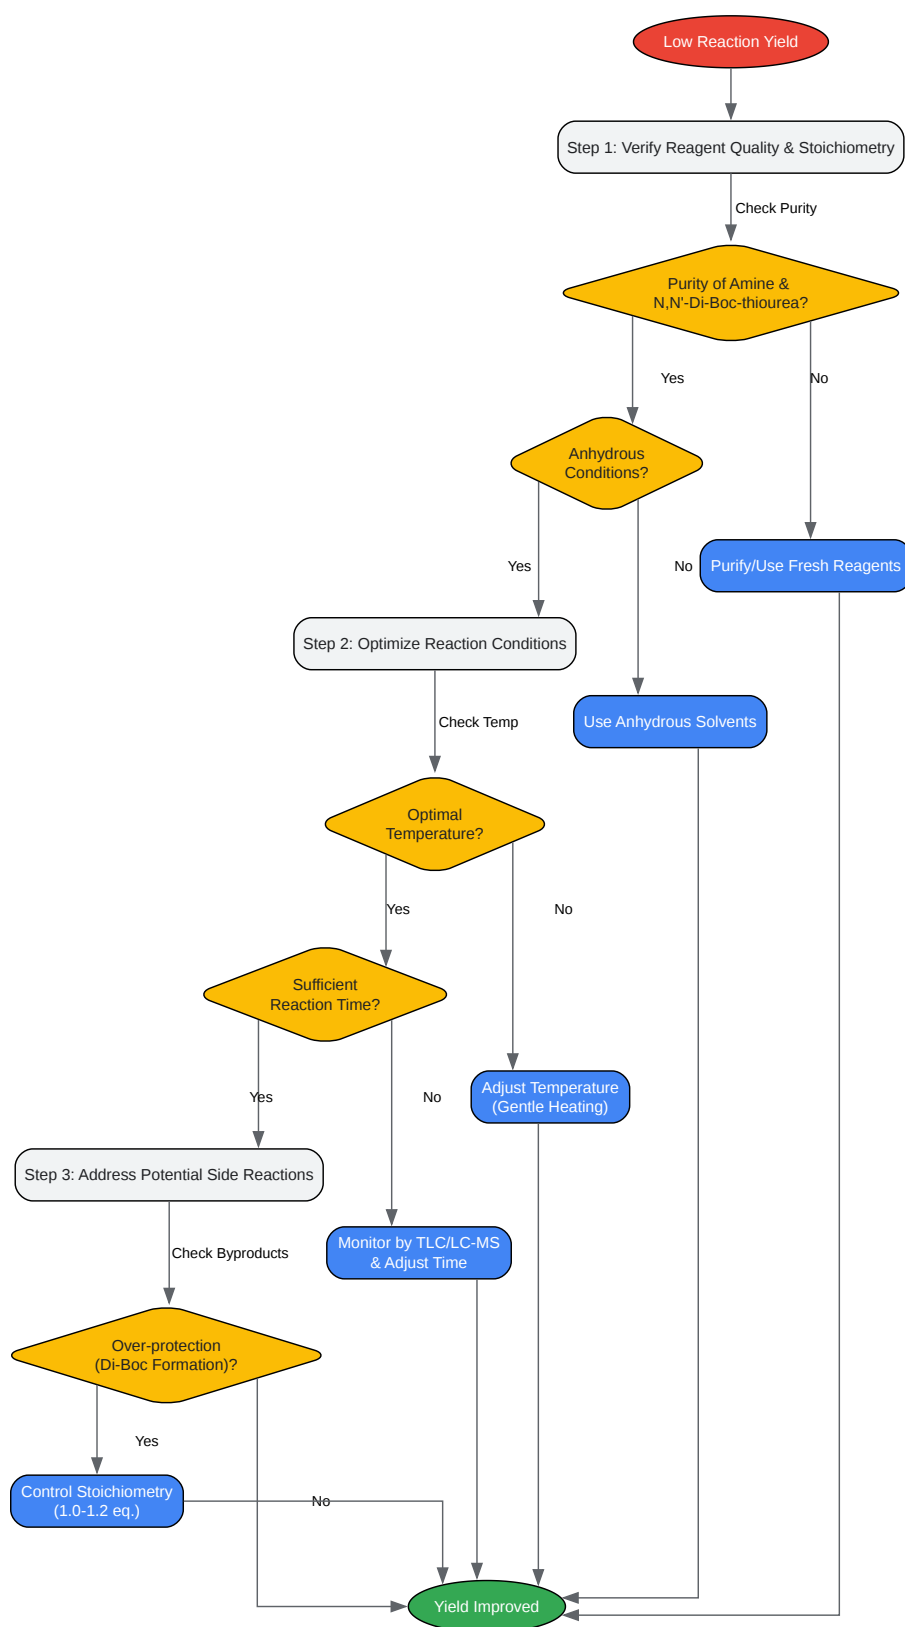 Low Reaction Yield
Step 1: Verify Reagent Quality & Stoichiometry
Check Purity
Purity of Amine &
N,N'-Di-Boc-thiourea?
Yes
No
Anhydrous
Conditions?
Yes
No
Purify/Use Fresh Reagents
Step 2: Optimize Reaction Conditions
Use Anhydrous Solvents
Check Temp
Optimal
Temperature?
Yes
No
Sufficient
Reaction Time?
Yes
No
Adjust Temperature
(Gentle Heating)
Step 3: Address Potential Side Reactions
Monitor by TLC/LC-MS
& Adjust Time
Check Byproducts
Over-protection
(Di-Boc Formation)?
Yes
Control Stoichiometry
(1.0-1.2 eq.)
No
Yield Improved